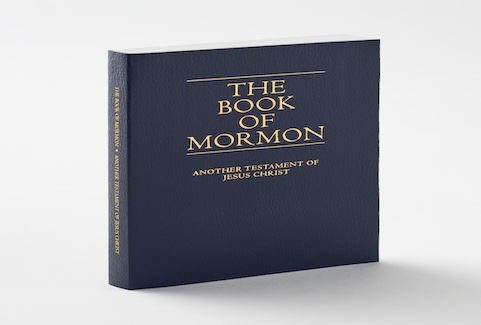 THE
BOOK
OF
MORMON
ANOTHER TESTAMENT OF
JESUS CHRIST
THE BOOK OF MORMON • ANOTHER TESTAMENT OF JESUS CHRIST